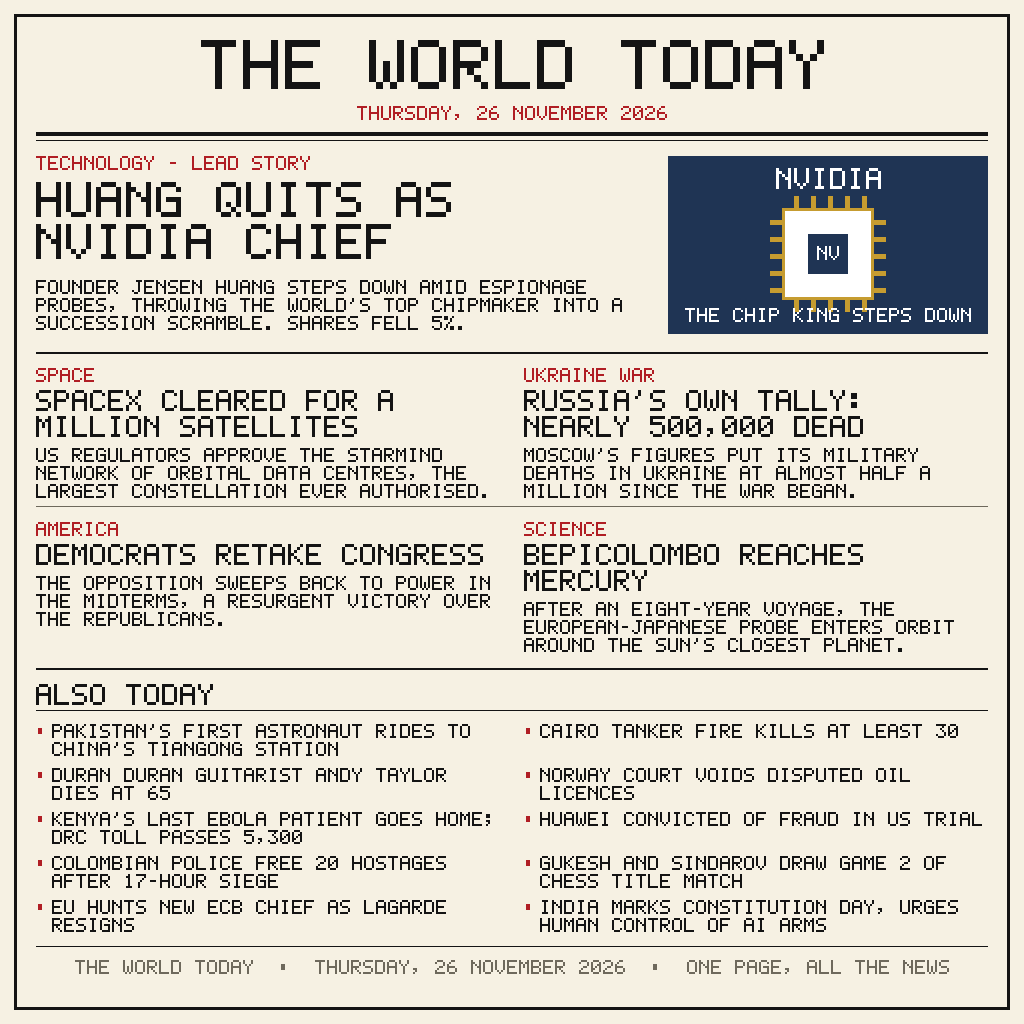 THE WORLD TODAY
THURSDAY, 26 NOVEMBER 2026
TECHNOLOGY - LEAD STORY
HUANG QUITS AS
NVIDIA CHIEF
FOUNDER JENSEN HUANG STEPS DOWN AMID ESPIONAGE
PROBES, THROWING THE WORLD'S TOP CHIPMAKER INTO A
SUCCESSION SCRAMBLE. SHARES FELL 5%.
NVIDIA
NV
THE CHIP KING STEPS DOWN
SPACE
SPACEX CLEARED FOR A
MILLION SATELLITES
US REGULATORS APPROVE THE STARMIND
NETWORK OF ORBITAL DATA CENTRES, THE
LARGEST CONSTELLATION EVER AUTHORISED.
UKRAINE WAR
RUSSIA'S OWN TALLY:
NEARLY 500,000 DEAD
MOSCOW'S FIGURES PUT ITS MILITARY
DEATHS IN UKRAINE AT ALMOST HALF A
MILLION SINCE THE WAR BEGAN.
AMERICA
DEMOCRATS RETAKE CONGRESS
THE OPPOSITION SWEEPS BACK TO POWER IN
THE MIDTERMS, A RESURGENT VICTORY OVER
THE REPUBLICANS.
SCIENCE
BEPICOLOMBO REACHES
MERCURY
AFTER AN EIGHT-YEAR VOYAGE, THE
EUROPEAN-JAPANESE PROBE ENTERS ORBIT
AROUND THE SUN'S CLOSEST PLANET.
ALSO TODAY
PAKISTAN'S FIRST ASTRONAUT RIDES TO
CHINA'S TIANGONG STATION
DURAN DURAN GUITARIST ANDY TAYLOR
DIES AT 65
KENYA'S LAST EBOLA PATIENT GOES HOME;
DRC TOLL PASSES 5,300
COLOMBIAN POLICE FREE 20 HOSTAGES
AFTER 17-HOUR SIEGE
EU HUNTS NEW ECB CHIEF AS LAGARDE
RESIGNS
CAIRO TANKER FIRE KILLS AT LEAST 30
NORWAY COURT VOIDS DISPUTED OIL
LICENCES
HUAWEI CONVICTED OF FRAUD IN US TRIAL
GUKESH AND SINDAROV DRAW GAME 2 OF
CHESS TITLE MATCH
INDIA MARKS CONSTITUTION DAY, URGES
HUMAN CONTROL OF AI ARMS
THE WORLD TODAY ▪ THURSDAY, 26 NOVEMBER 2026 ▪ ONE PAGE, ALL THE NEWS